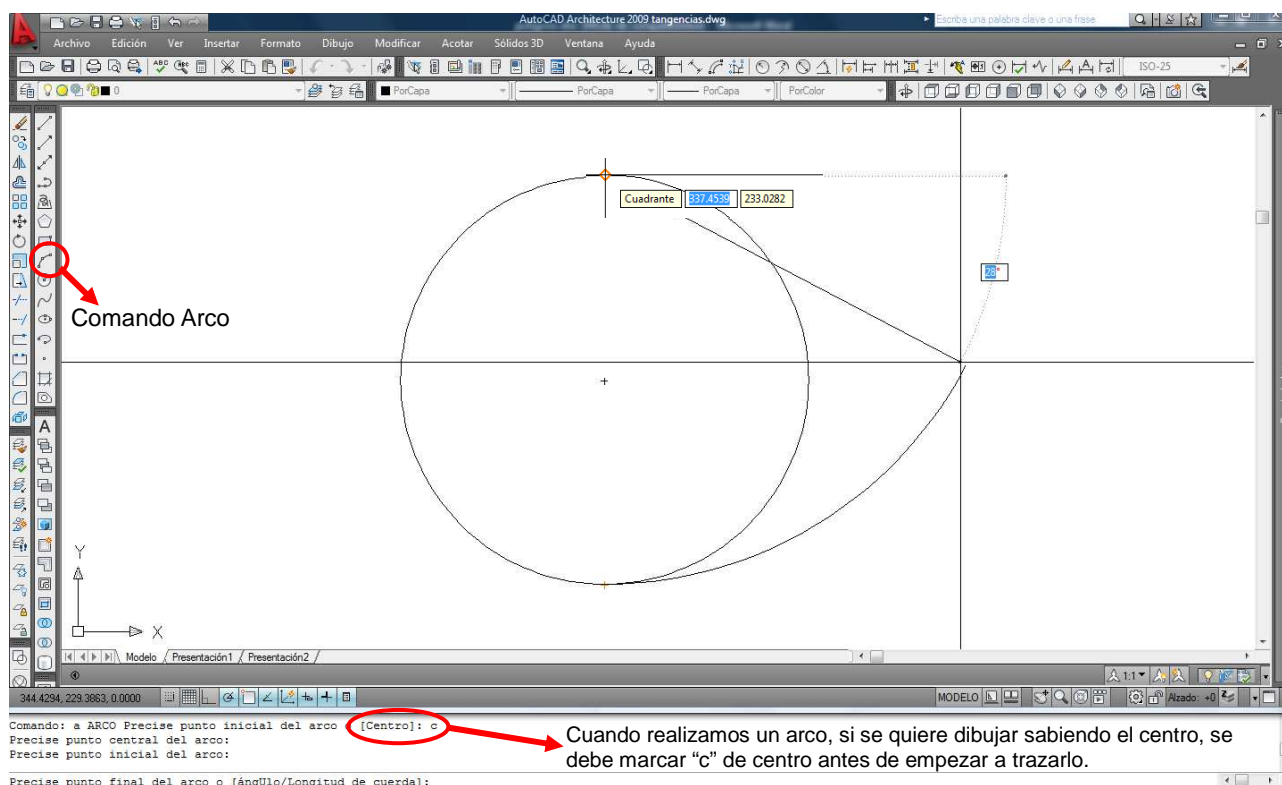 AutoCAD Architecture 2009 tangencias.dwg
Escriba una palabra clave o una frase
Archivo Edición Ver Insertar Formato Dibujo Modificar Acotar Sólidos 3D Ventana Ayuda
ISO-25
0
PorCapa
PorCapa
PorCapa
PorColor
Cuadrante 337.4539 233.0282
28°
Comando Arco
A
Y
X
Modelo Presentación1 Presentación2
1:1
344.4294, 229.3863, 0.0000
MODELO
Alzado: +0
Comando: a ARCO Precise punto inicial del arco o [Centro]: c
Precise punto central del arco:
Precise punto inicial del arco:
Precise punto final del arco o [ángUlo/Longitud de cuerda]:
Cuando realizamos un arco, si se quiere dibujar sabiendo el centro, se
debe marcar “c” de centro antes de empezar a trazarlo.